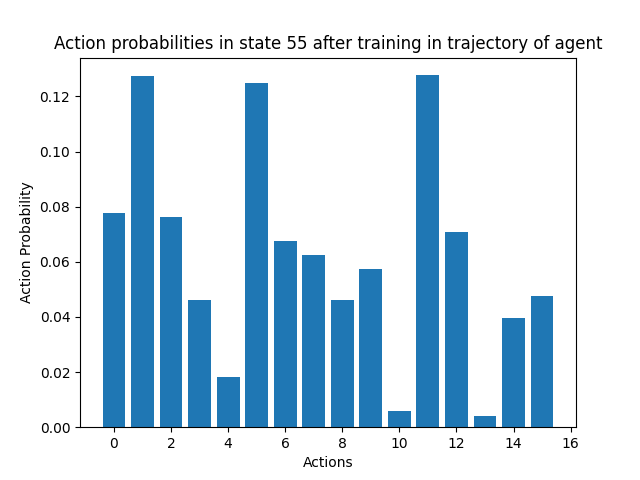 Action probabilities in state 55 after training in trajectory of agent
0.12
0.10
0.08
0.06
0.04
0.02
0.00
Action Probability
0 2 4 6 8 10 12 14 16
Actions